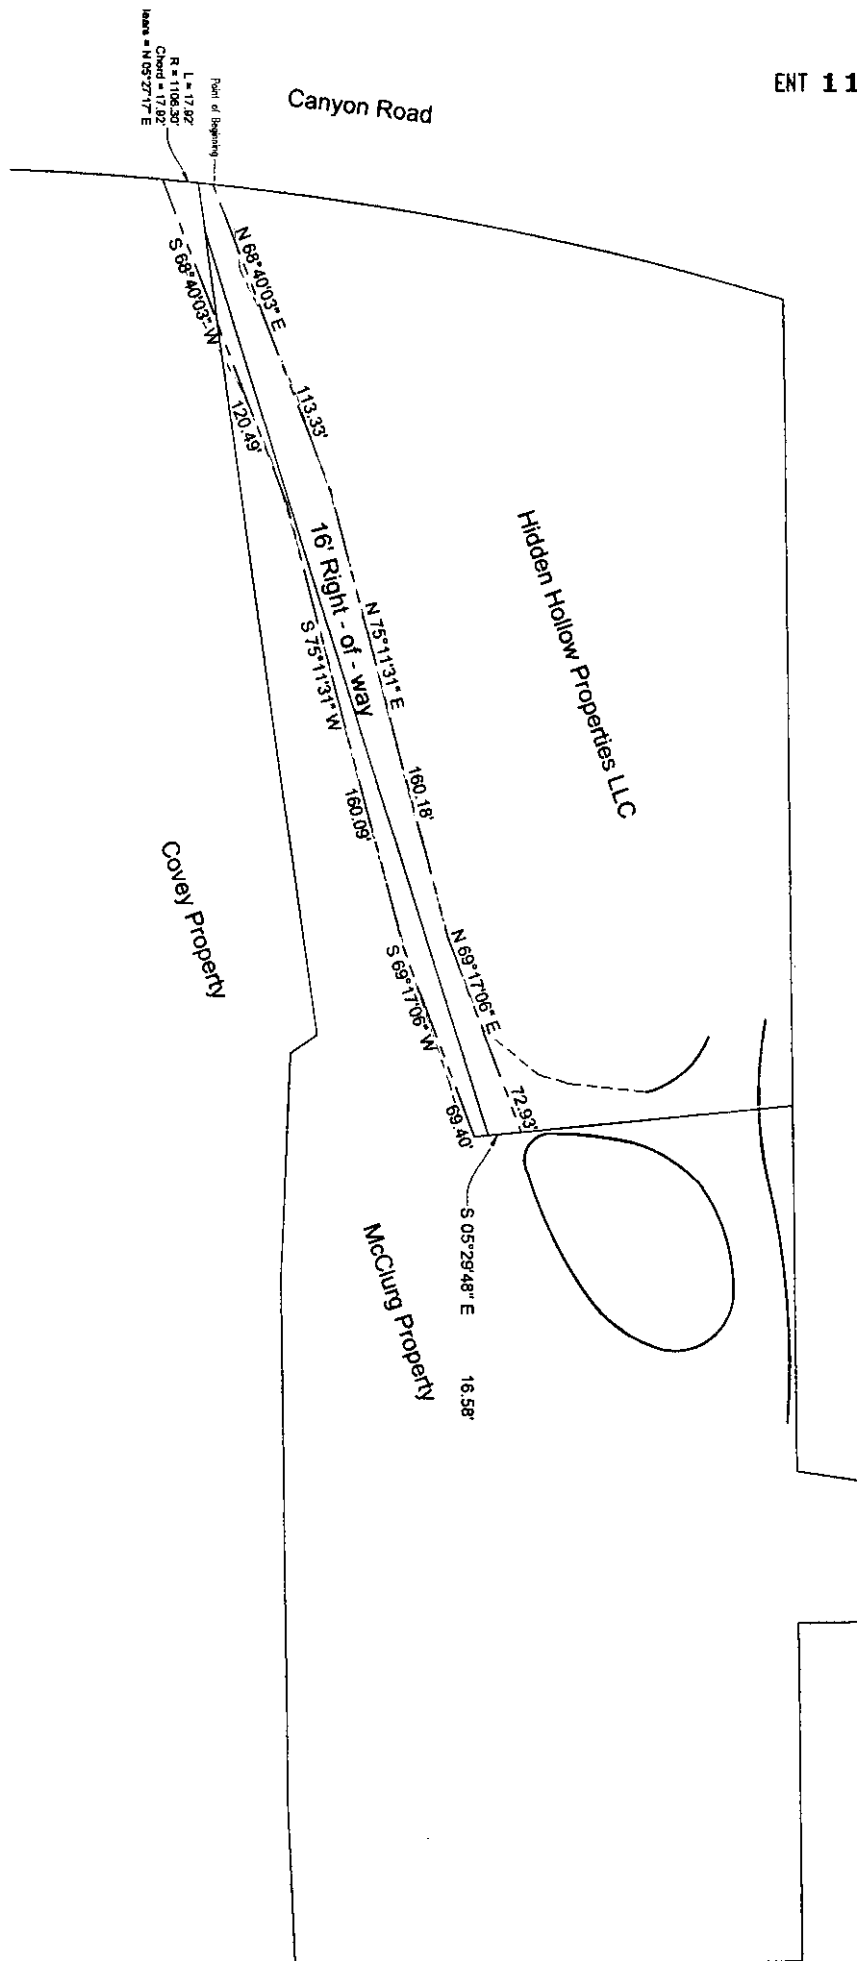 ENT 11
Canyon Road
Point of Beginning
L = 17.92'
R = 1106.30'
Chord = 17.92'
N 05°27'17" E
N 68°40'03" E
113.33'
S 68°40'03" W
120.49'
16' Right - of - way
N 75°11'31" E
160.18'
S 75°11'31" W
160.09'
Hidden Hollow Properties LLC
N 69°17'06" E
72.93'
S 69°17'06" W
69.40'
Covey Property
S 05°29'48" E 16.58'
McClurg Property